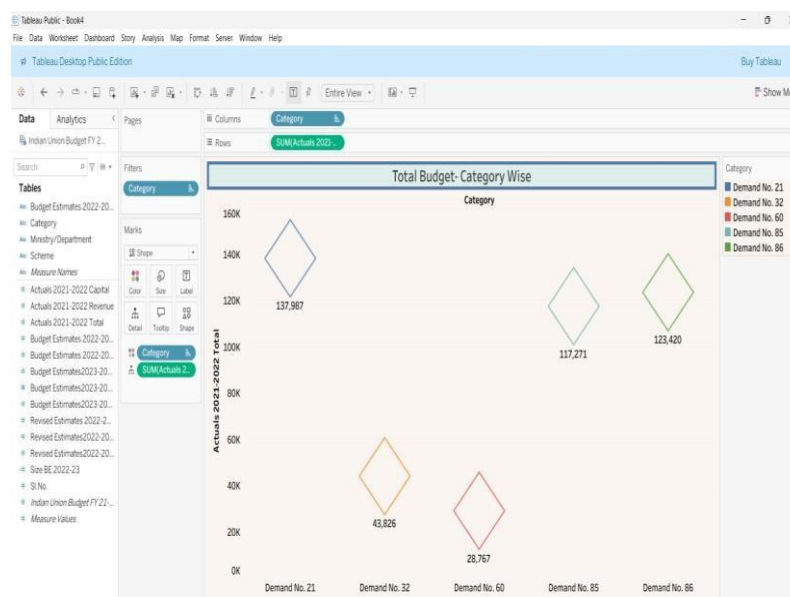 Tableau Public - Book4
File Data Worksheet Dashboard Story Analysis Map Format Server Window Help
Tableau Desktop Public Edition
Buy Tableau
Entire View
Show M
Data Analytics
Indian Union Budget FY 2...
Search
Tables
Abc Budget Estimates 2022-20...
Abc Category
Abc Ministry/Department
Abc Scheme
Abc Measure Names
Actuals 2021-2022 Capital
Actuals 2021-2022 Revenue
Actuals 2021-2022 Total
Budget Estimates 2022-20...
Budget Estimates 2022-20...
Budget Estimates2023-20...
Budget Estimates2023-20...
Budget Estimates2023-20...
Revised Estimates 2022-2...
Revised Estimates2022-20...
Revised Estimates2022-20...
Size BE 2022-23
Sl.No.
Indian Union Budget FY 21-...
Measure Values
Pages
Filters
Category
Marks
Shape
Color Size Label
Detail Tooltip Shape
Category
SUM(Actuals 2..
Columns Category
Rows SUM(Actuals 2021-..
Total Budget- Category Wise
Category
160K
140K
120K
100K
80K
60K
40K
20K
0K
Actuals 2021-2022 Total
137,987
43,826
28,767
117,271
123,420
Demand No. 21 Demand No. 32 Demand No. 60 Demand No. 85 Demand No. 86
Category
Demand No. 21
Demand No. 32
Demand No. 60
Demand No. 85
Demand No. 86